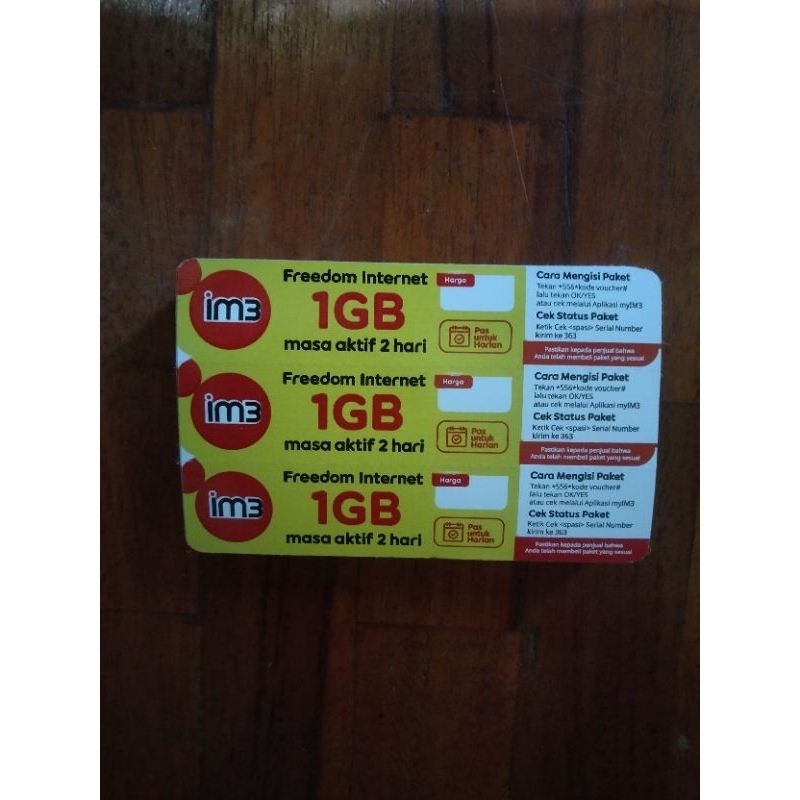 im3
Freedom Internet
1GB
masa aktif 2 hari
Harga
Pas
untuk
Harian
Cara Mengisi Paket
Tekan *556*kode voucher#
lalu tekan OK/YES
atau cek melalui Aplikasi myIM3
Cek Status Paket
Ketik Cek <spasi> Serial Number
kirim ke 363
Pastikan kepada penjual bahwa
Anda telah membeli paket yang sesuai
im3
Freedom Internet
1GB
masa aktif 2 hari
Harga
Pas
untuk
Harian
Cara Mengisi Paket
Tekan *556*kode voucher#
lalu tekan OK/YES
atau cek melalui Aplikasi myIM3
Cek Status Paket
Ketik Cek <spasi> Serial Number
kirim ke 363
Pastikan kepada penjual bahwa
Anda telah membeli paket yang sesuai
im3
Freedom Internet
1GB
masa aktif 2 hari
Harga
Pas
untuk
Harian
Cara Mengisi Paket
Tekan *556*kode voucher#
lalu tekan OK/YES
atau cek melalui Aplikasi myIM3
Cek Status Paket
Ketik Cek <spasi> Serial Number
kirim ke 363
Pastikan kepada penjual bahwa
Anda telah membeli paket yang sesuai